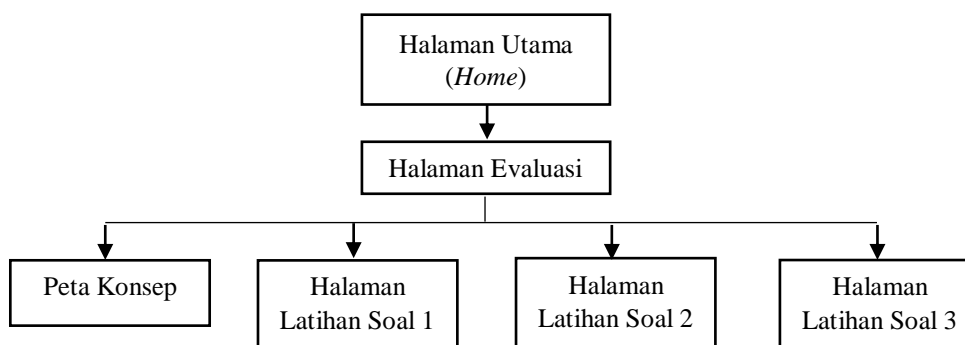 Halaman Utama
(Home)
Halaman Evaluasi
Peta Konsep
Halaman
Latihan Soal 1
Halaman
Latihan Soal 2
Halaman
Latihan Soal 3